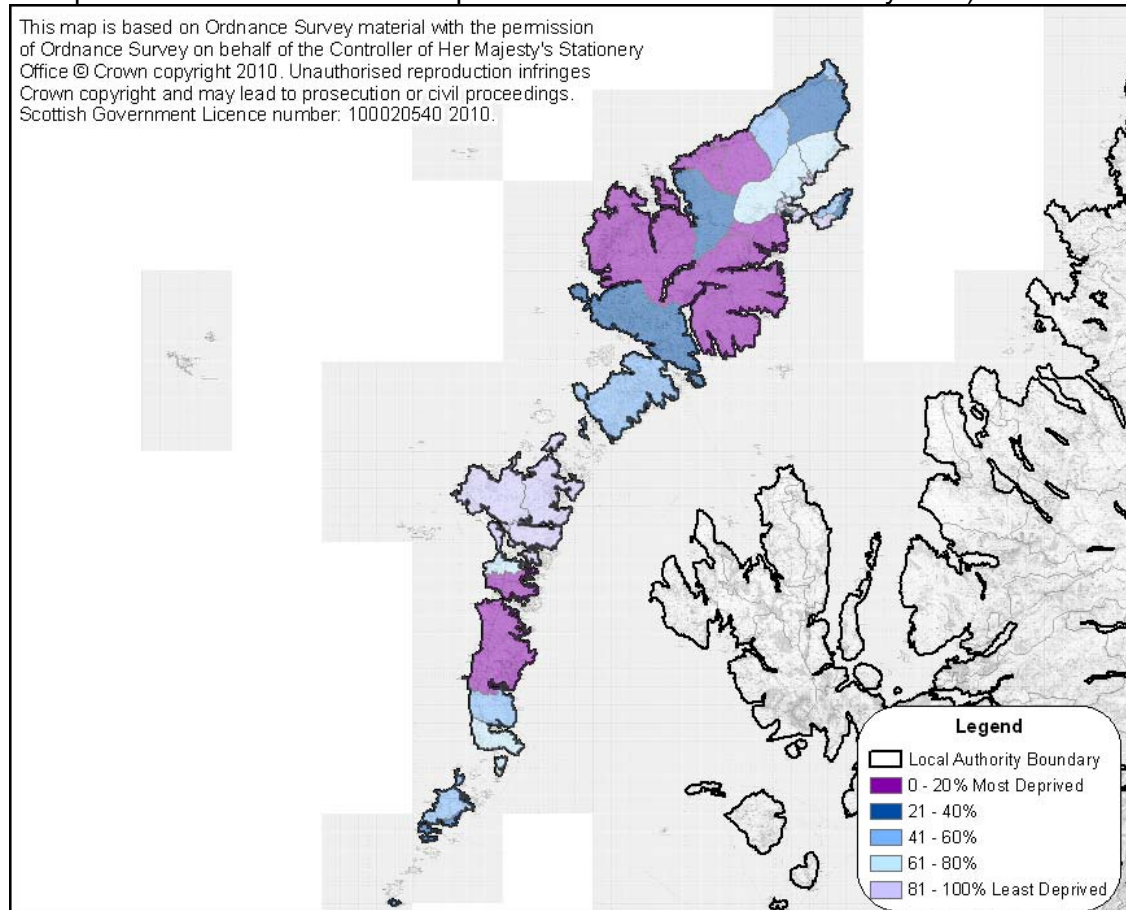 This map is based on Ordnance Survey material with the permission
of Ordnance Survey on behalf of the Controller of Her Majesty's Stationery
Office © Crown copyright 2010. Unauthorised reproduction infringes
Crown copyright and may lead to prosecution or civil proceedings.
Scottish Government Licence number: 100020540 2010.
Legend
Local Authority Boundary
0 - 20% Most Deprived
21 - 40%
41 - 60%
61 - 80%
81 - 100% Least Deprived